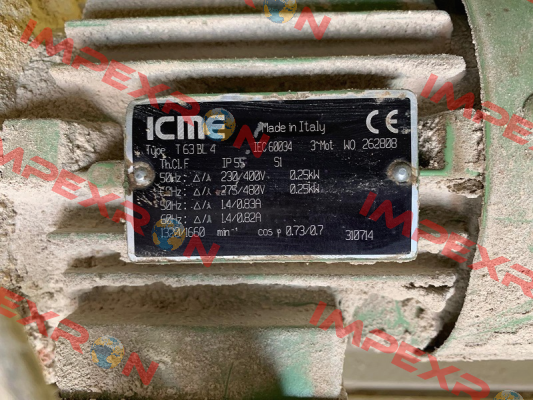 ICME Made in Italy CE
Type T 63 BL 4 IEC 60034 3~Mot WO 262808
Th.CL F IP 55 S1
50Hz: Δ/⅄ 230/400V 0.25kW
60Hz: Δ/⅄ 275/480V 0.25kW
50Hz: Δ/⅄ 1.4/0.83A
60Hz: Δ/⅄ 1.4/0.82A
1320/1660 min⁻¹ cos φ 0.73/0.7 310714
IMPEXRON
IMPEXRON
IMPEXRON
IMPEXRON
IMPEXRON